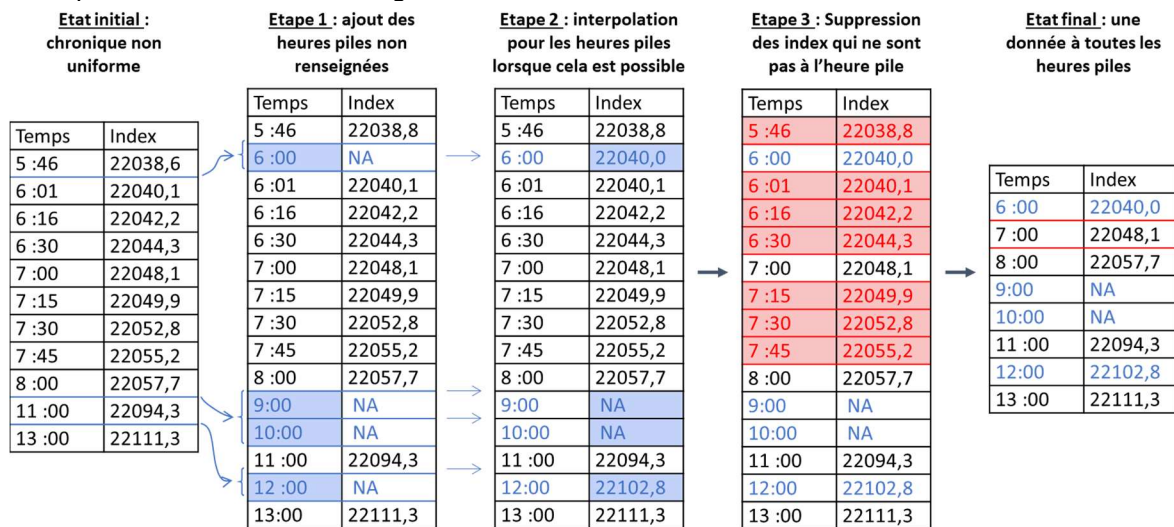 Etat initial :
chronique non
uniforme
Temps Index
5 :46 22038,6
6 :01 22040,1
6 :16 22042,2
6 :30 22044,3
7 :00 22048,1
7 :15 22049,9
7 :30 22052,8
7 :45 22055,2
8 :00 22057,7
11 :00 22094,3
13 :00 22111,3
Etape 1 : ajout des
heures piles non
renseignées
Temps Index
5 :46 22038,8
6 :00 NA
6 :01 22040,1
6 :16 22042,2
6 :30 22044,3
7 :00 22048,1
7 :15 22049,9
7 :30 22052,8
7 :45 22055,2
8 :00 22057,7
9:00 NA
10:00 NA
11 :00 22094,3
12 :00 NA
13:00 22111,3
Etape 2 : interpolation
pour les heures piles
lorsque cela est possible
Temps Index
5 :46 22038,8
6 :00 22040,0
6 :01 22040,1
6 :16 22042,2
6 :30 22044,3
7 :00 22048,1
7 :15 22049,9
7 :30 22052,8
7 :45 22055,2
8 :00 22057,7
9:00 NA
10:00 NA
11 :00 22094,3
12:00 22102,8
13 :00 22111,3
Etape 3 : Suppression
des index qui ne sont
pas à l’heure pile
Temps Index
5 :46 22038,8
6 :00 22040,0
6 :01 22040,1
6 :16 22042,2
6 :30 22044,3
7 :00 22048,1
7 :15 22049,9
7 :30 22052,8
7 :45 22055,2
8 :00 22057,7
9:00 NA
10:00 NA
11 :00 22094,3
12:00 22102,8
13 :00 22111,3
Etat final : une
donnée à toutes les
heures piles
Temps Index
6 :00 22040,0
7 :00 22048,1
8 :00 22057,7
9:00 NA
10:00 NA
11 :00 22094,3
12:00 22102,8
13 :00 22111,3